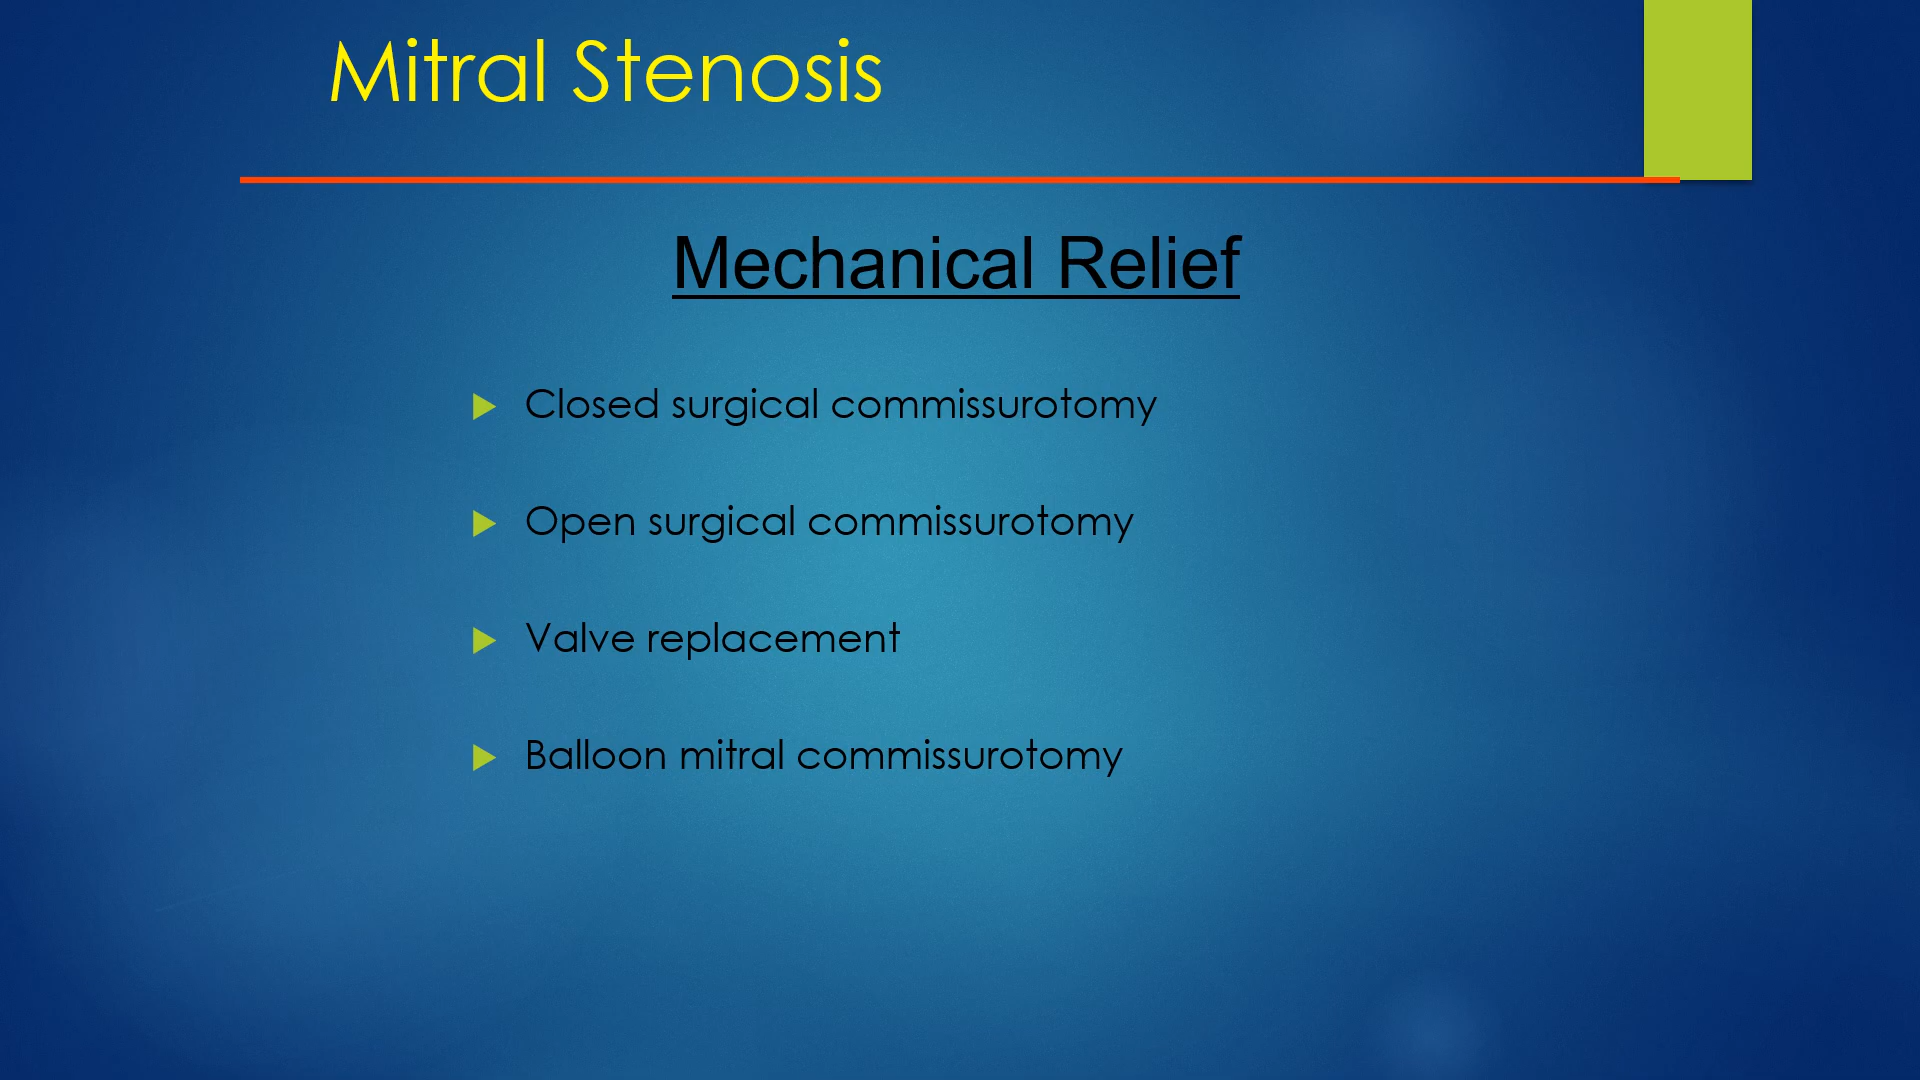 Mitral Stenosis
Mechanical Relief
Closed surgical commissurotomy
Open surgical commissurotomy
Valve replacement
Balloon mitral commissurotomy